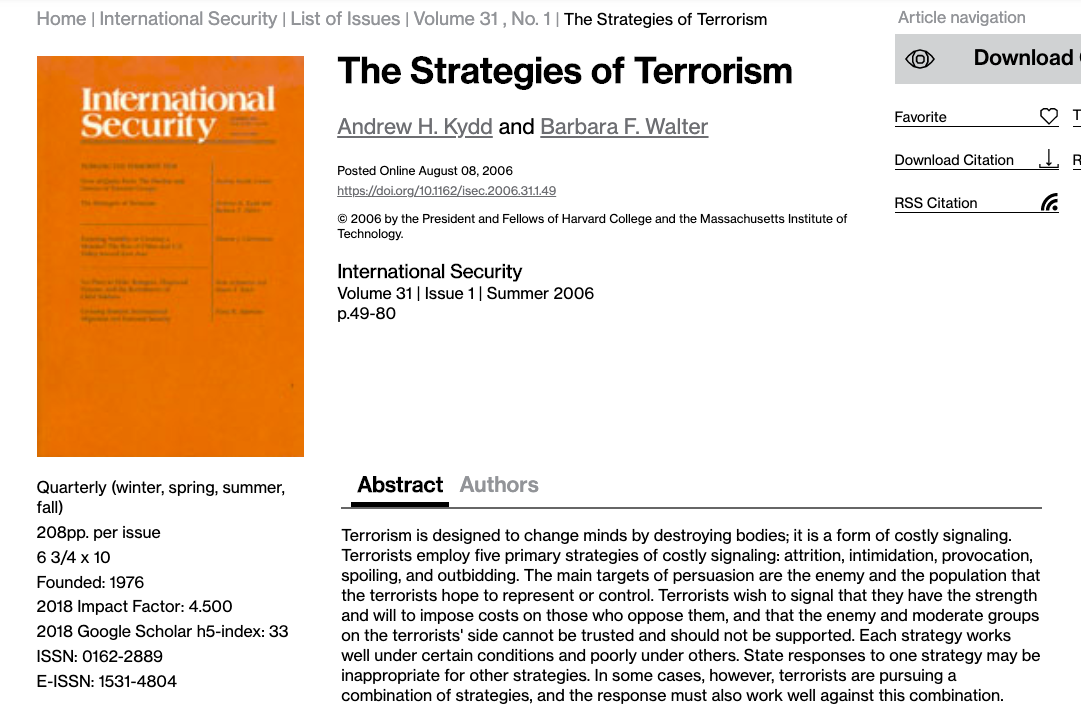 Home | International Security | List of Issues | Volume 31 , No. 1 | The Strategies of Terrorism
Article navigation
Download
Favorite
T
Download Citation
R
RSS Citation
International
Security
The Strategies of Terrorism
Andrew H. Kydd and Barbara F. Walter
Posted Online August 08, 2006
https://doi.org/10.1162/isec.2006.31.1.49
© 2006 by the President and Fellows of Harvard College and the Massachusetts Institute of
Technology.
International Security
Volume 31 | Issue 1 | Summer 2006
p.49-80
Quarterly (winter, spring, summer,
fall)
208pp. per issue
6 3/4 x 10
Founded: 1976
2018 Impact Factor: 4.500
2018 Google Scholar h5-index: 33
ISSN: 0162-2889
E-ISSN: 1531-4804
Abstract Authors
Terrorism is designed to change minds by destroying bodies; it is a form of costly signaling.
Terrorists employ five primary strategies of costly signaling: attrition, intimidation, provocation,
spoiling, and outbidding. The main targets of persuasion are the enemy and the population that
the terrorists hope to represent or control. Terrorists wish to signal that they have the strength
and will to impose costs on those who oppose them, and that the enemy and moderate groups
on the terrorists' side cannot be trusted and should not be supported. Each strategy works
well under certain conditions and poorly under others. State responses to one strategy may be
inappropriate for other strategies. In some cases, however, terrorists are pursuing a
combination of strategies, and the response must also work well against this combination.